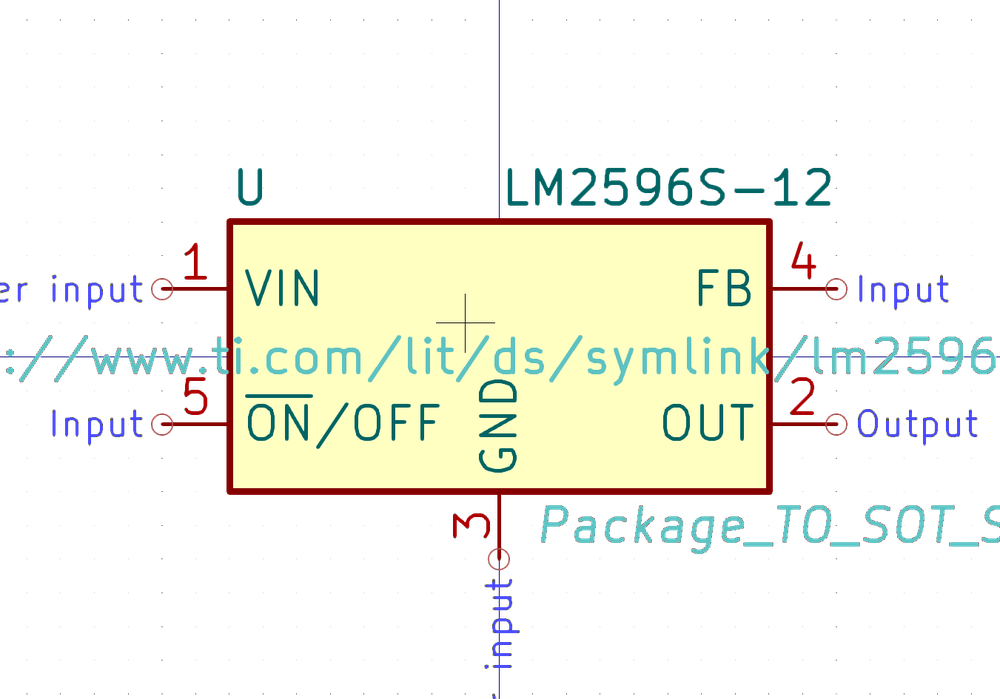 U LM2596S-12
1 4
er input VIN FB Input
://www.ti.com/lit/ds/symlink/lm2596
5 2
Input ON/OFF GND OUT Output
3 Package_TO_SOT_S
input